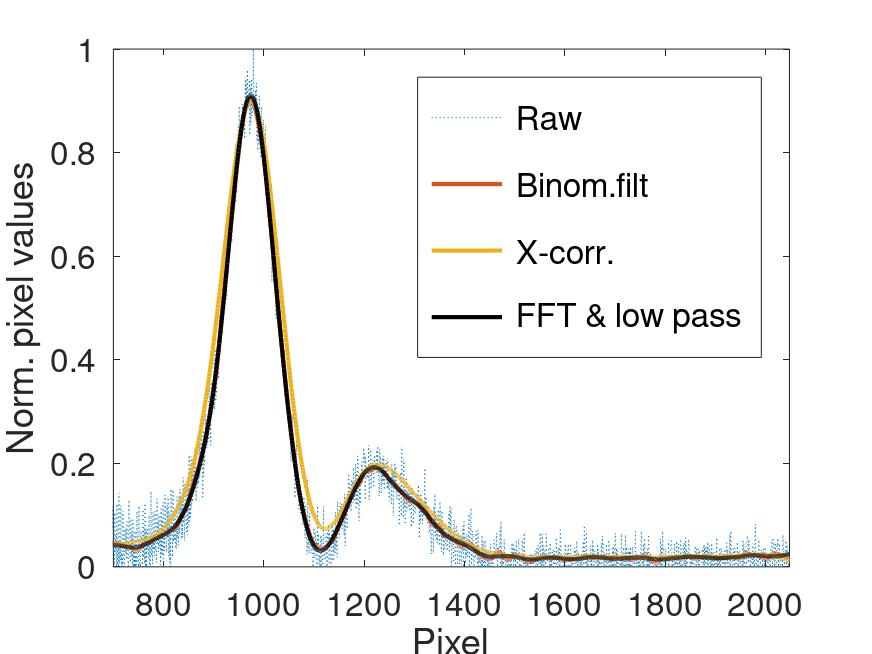 1
0.8
0.6
0.4
0.2
0
Norm. pixel values
Raw
Binom.filt
X-corr.
FFT & low pass
800 1000 1200 1400 1600 1800 2000
Pixel